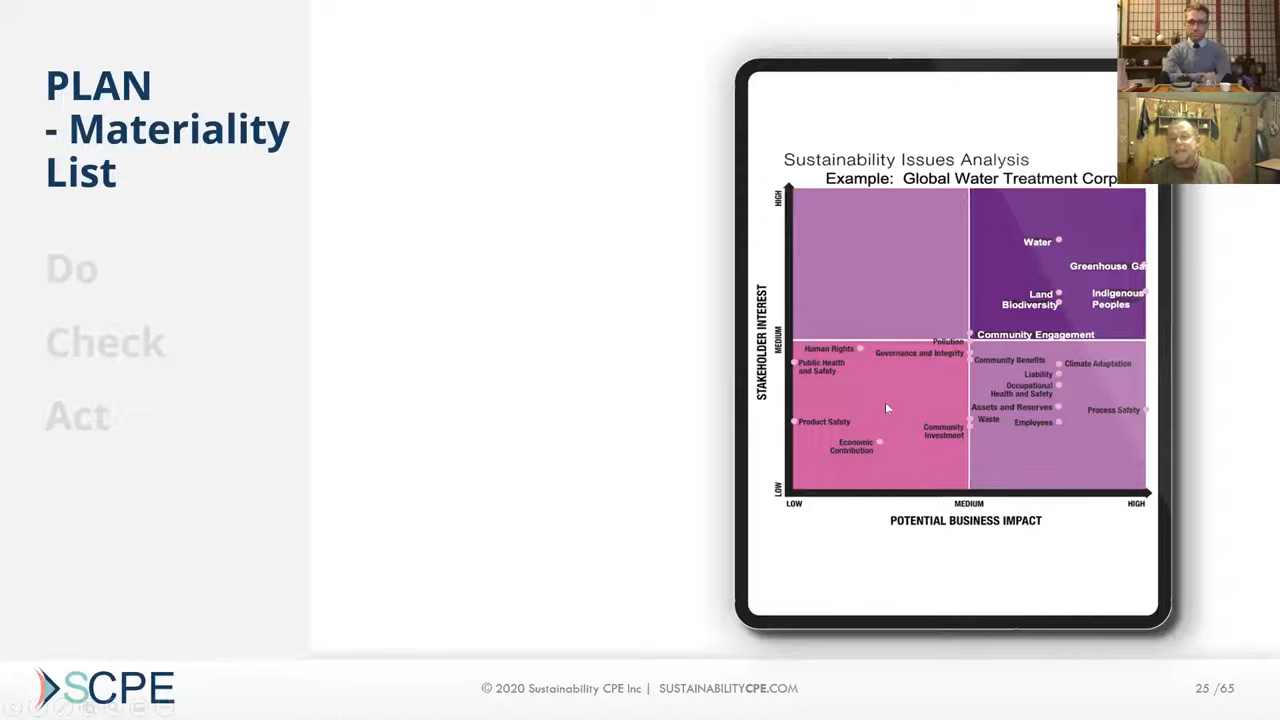 PLAN
- Materiality
List
Do
Check
Act
Sustainability Issues Analysis
Example: Global Water Treatment Corp
STAKEHOLDER INTEREST
HIGH
MEDIUM
LOW
Water
Greenhouse Ga
Land
Biodiversity
Indigenous
Peoples
Community Engagement
Pollution
Human Rights
Governance and Integrity
Public Health
and Safety
Community Benefits
Climate Adaptation
Liability
Occupational
Health and Safety
Assets and Reserves
Process Safety
Product Safety
Waste
Employees
Community
Investment
Economic
Contribution
LOW
MEDIUM
HIGH
POTENTIAL BUSINESS IMPACT
SCPE
© 2020 Sustainability CPE Inc | SUSTAINABILITYCPE.COM
25 /65